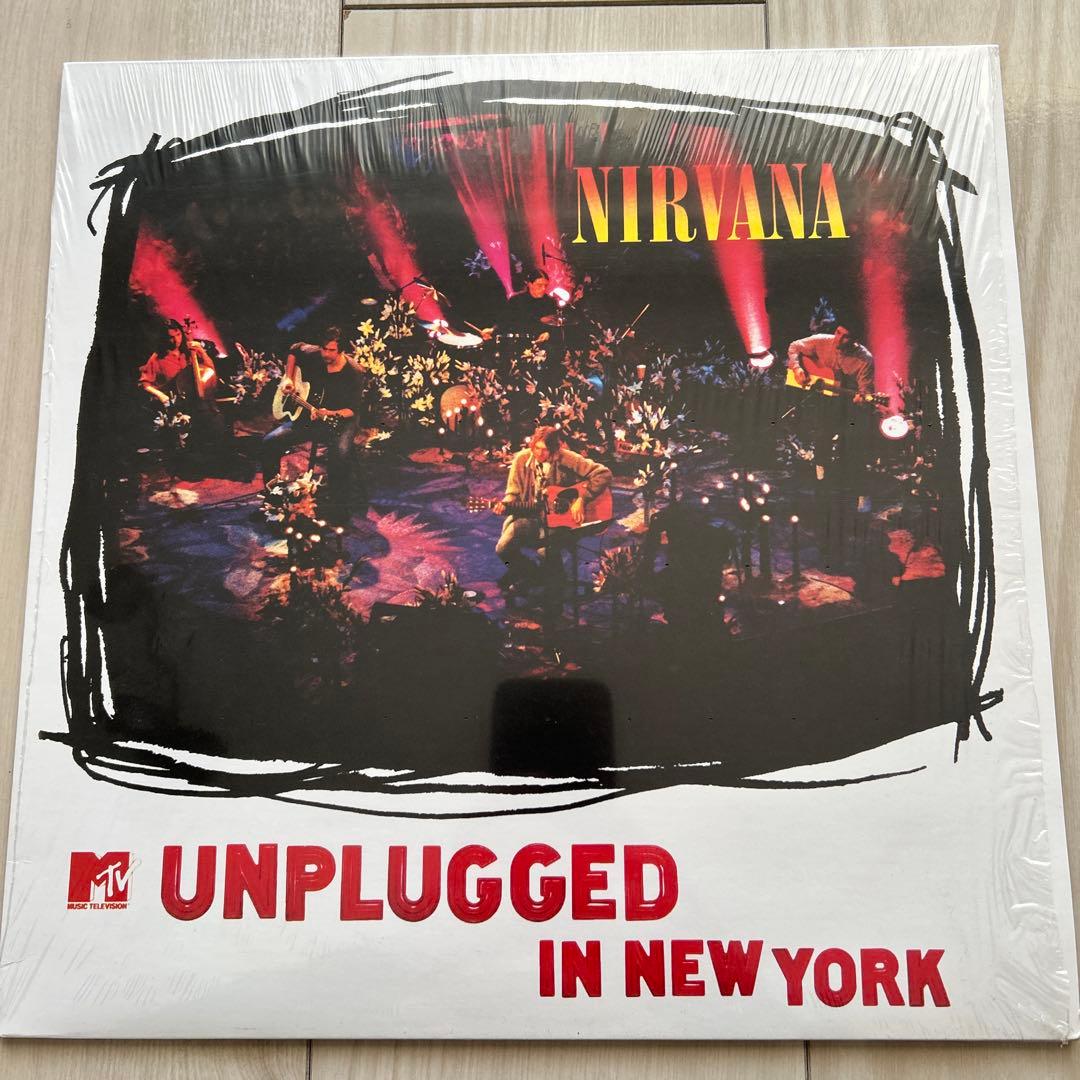 NIRVANA
MTV
MUSIC TELEVISION
UNPLUGGED
IN NEW YORK